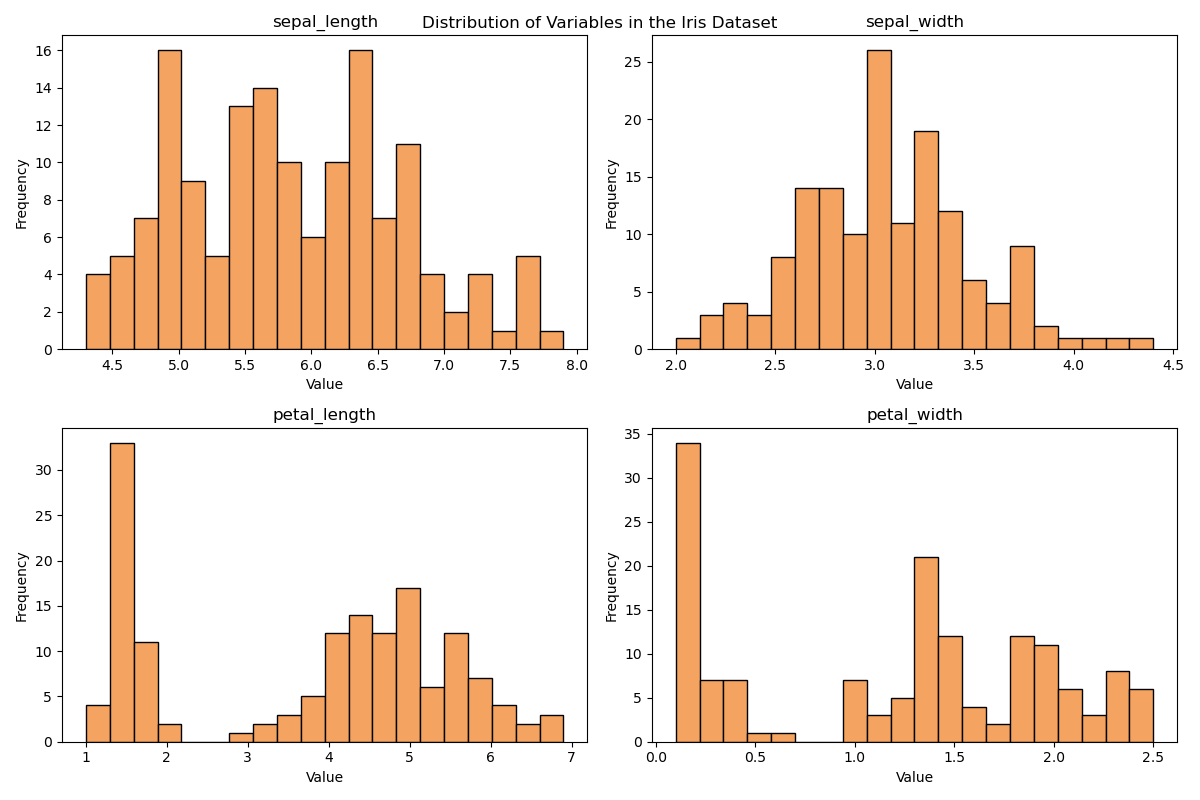 Distribution of Variables in the Iris Dataset
sepal_length
16
14
12
10
8
6
4
2
0
Frequency
4.5 5.0 5.5 6.0 6.5 7.0 7.5 8.0
Value
sepal_width
25
20
15
10
5
0
Frequency
2.0 2.5 3.0 3.5 4.0 4.5
Value
petal_length
30
25
20
15
10
5
0
Frequency
1 2 3 4 5 6 7
Value
petal_width
35
30
25
20
15
10
5
0
Frequency
0.0 0.5 1.0 1.5 2.0 2.5
Value